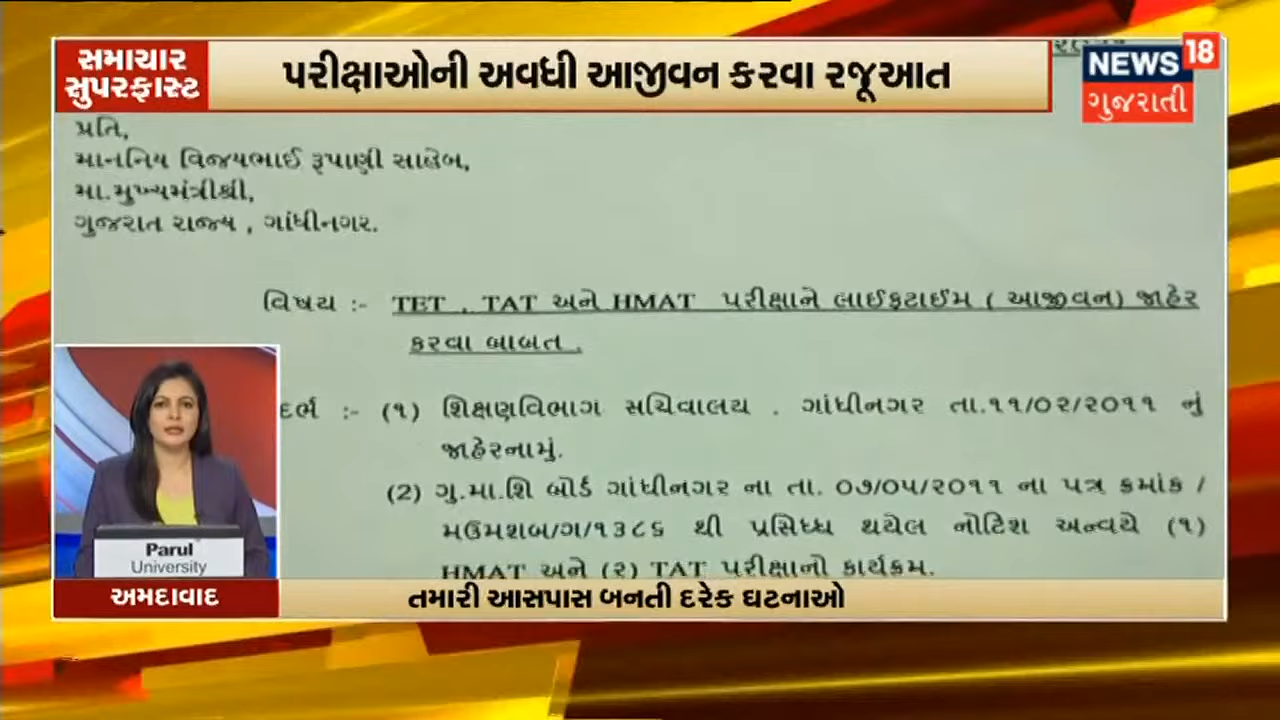 સમાચાર
સુપરફાસ્ટ
પરીક્ષાઓની અવધી આજીવન કરવા રજૂઆત
NEWS 18
ગુજરાતી
પ્રતિ,
માનનિય વિજયભાઈ રૂપાણી સાહેબ,
મા.મુખ્યમંત્રીશ્રી,
ગુજરાત રાજ્ય , ગાંધીનગર.
વિષય :- TET , TAT અને HMAT પરીક્ષાને લાઈફટાઈમ ( આજીવન) જાહેર
કરવા બાબત .
દર્ભ :- (૧) શિક્ષણવિભાગ સચિવાલય . ગાંધીનગર તા.૧૧/૦૨/૨૦૧૧ નું
જાહેરનામું.
(2) ગુ.મા.શિ બોર્ડ ગાંધીનગર ના તા. ૦૭/૦૫/૨૦૧૧ ના પત્ર ક્રમાંક /
મઉમશબ/ગ/૧૩૮૬ થી પ્રસિધ્ધ થયેલ નોટિશ અન્વયે (૧)
HMAT અને (૨) TAT પરીક્ષાનો કાર્યક્રમ.
Parul
University
અમદાવાદ
તમારી આસપાસ બનતી દરેક ઘટનાઓ